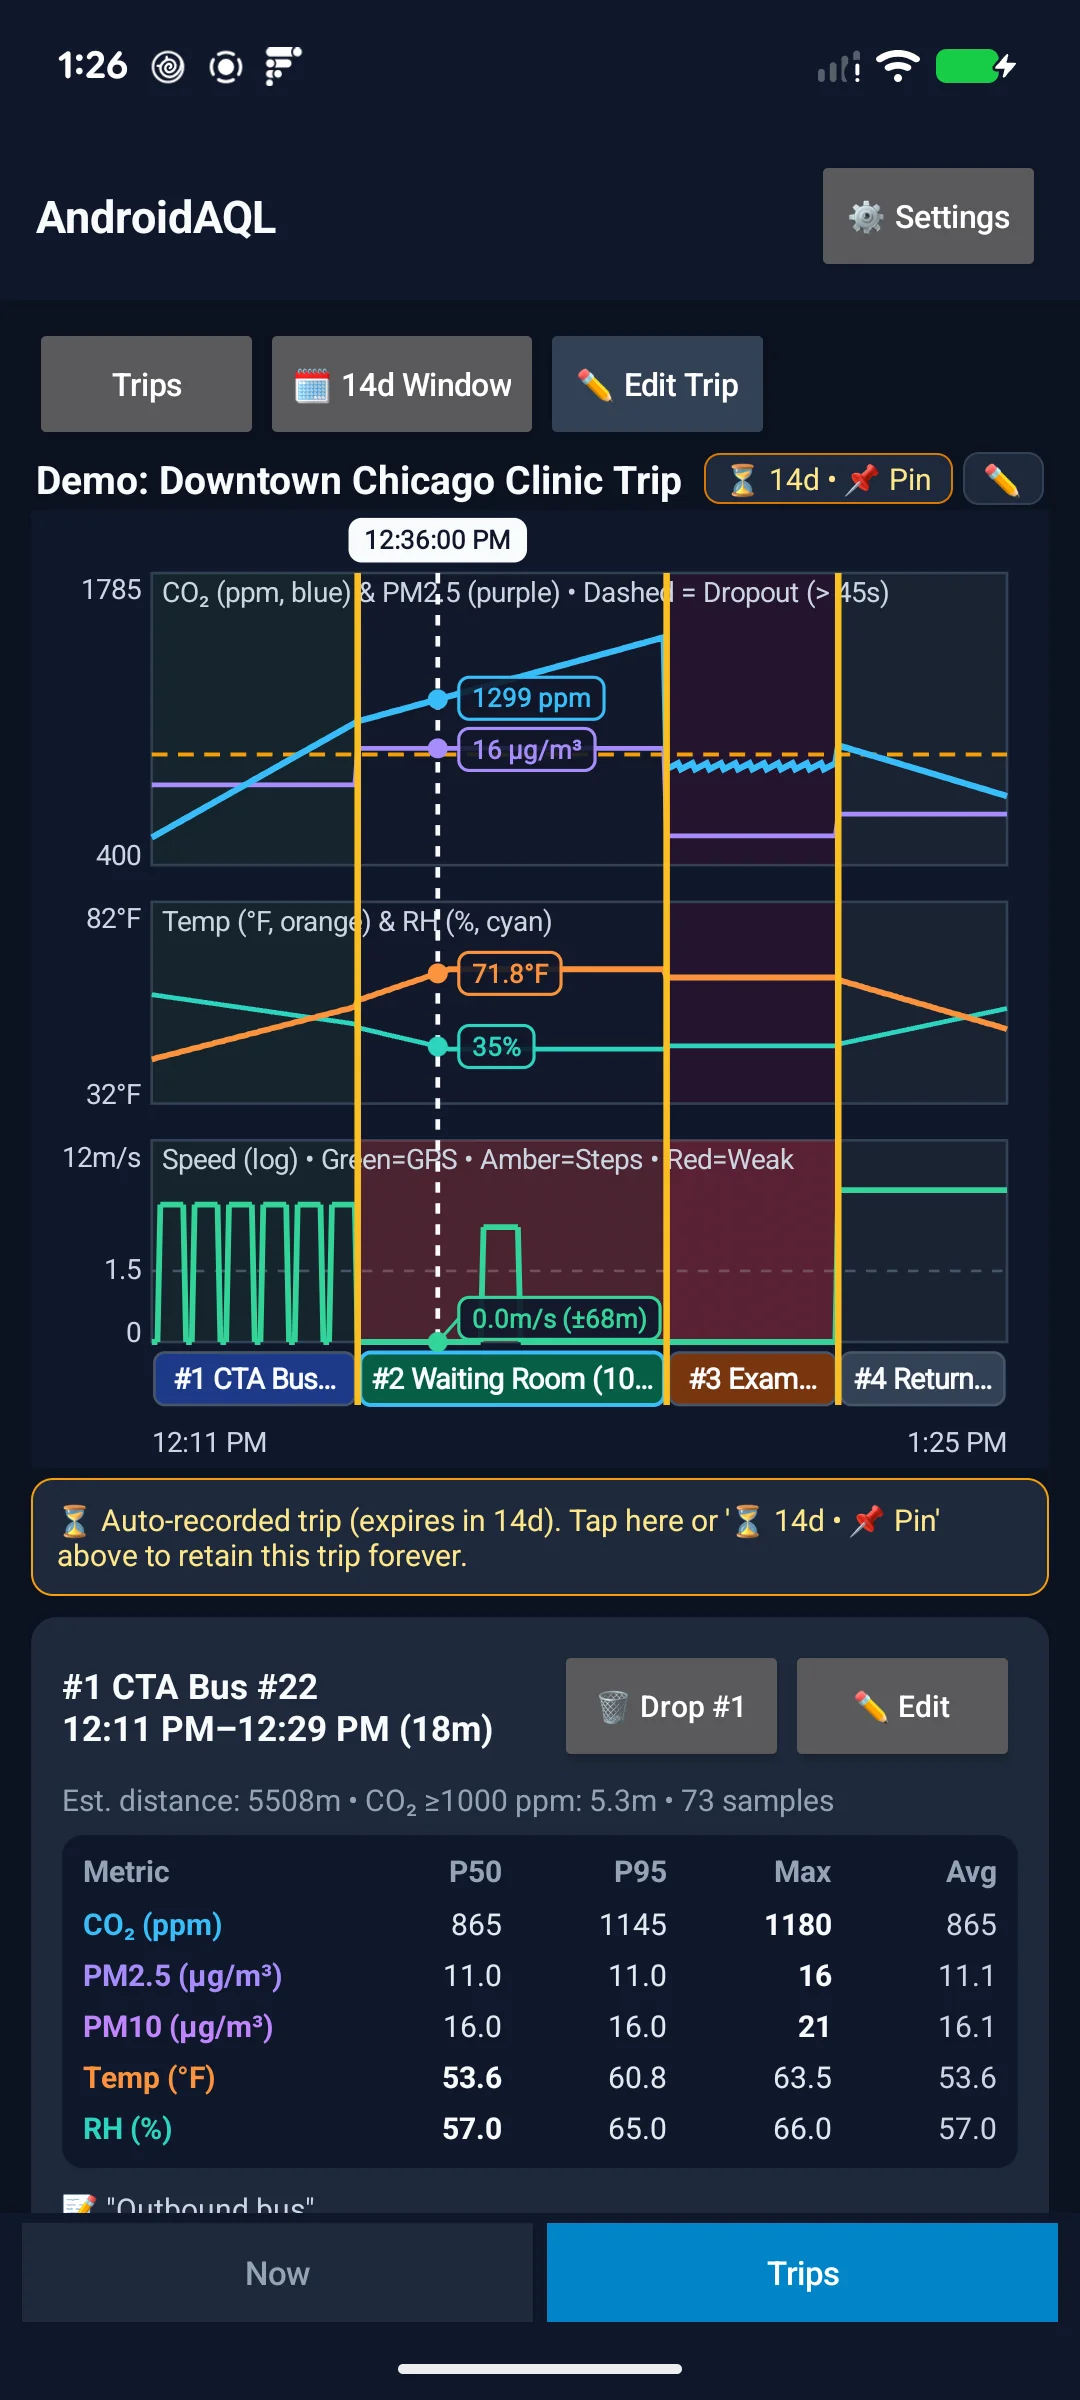 1:26
AndroidAQL
⚙️ Settings
Trips
🗓️ 14d Window
✏️ Edit Trip
Demo: Downtown Chicago Clinic Trip
⏳ 14d • 📌 Pin
✏️
12:36:00 PM
1785
CO₂ (ppm, blue) & PM2.5 (purple) • Dashed = Dropout (> 45s)
1299 ppm
16 µg/m³
400
82°F
Temp (°F, orange) & RH (%, cyan)
71.8°F
35%
32°F
12m/s
Speed (log) • Green=GPS • Amber=Steps • Red=Weak
1.5
0.0m/s (±68m)
0
#1 CTA Bus...
#2 Waiting Room (10...
#3 Exam...
#4 Return...
12:11 PM
1:25 PM
⏳ Auto-recorded trip (expires in 14d). Tap here or '⏳ 14d • 📌 Pin'
above to retain this trip forever.
#1 CTA Bus #22
12:11 PM–12:29 PM (18m)
🗑️ Drop #1
✏️ Edit
Est. distance: 5508m • CO₂ ≥1000 ppm: 5.3m • 73 samples
Metric P50 P95 Max Avg
CO₂ (ppm) 865 1145 1180 865
PM2.5 (µg/m³) 11.0 11.0 16 11.1
PM10 (µg/m³) 16.0 16.0 21 16.1
Temp (°F) 53.6 60.8 63.5 53.6
RH (%) 57.0 65.0 66.0 57.0
📝 "Outbound bus"
Now
Trips